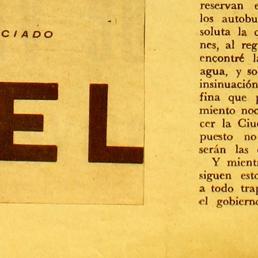 CIADO
EL
reservan e
los autobu
soluta la c
nes, al reg
encontré la
agua, y so
insinuación
fina que p
miento noc
cer la Ciu
puesto no
serán las
Y mient
siguen esto
a todo trap
el gobierno